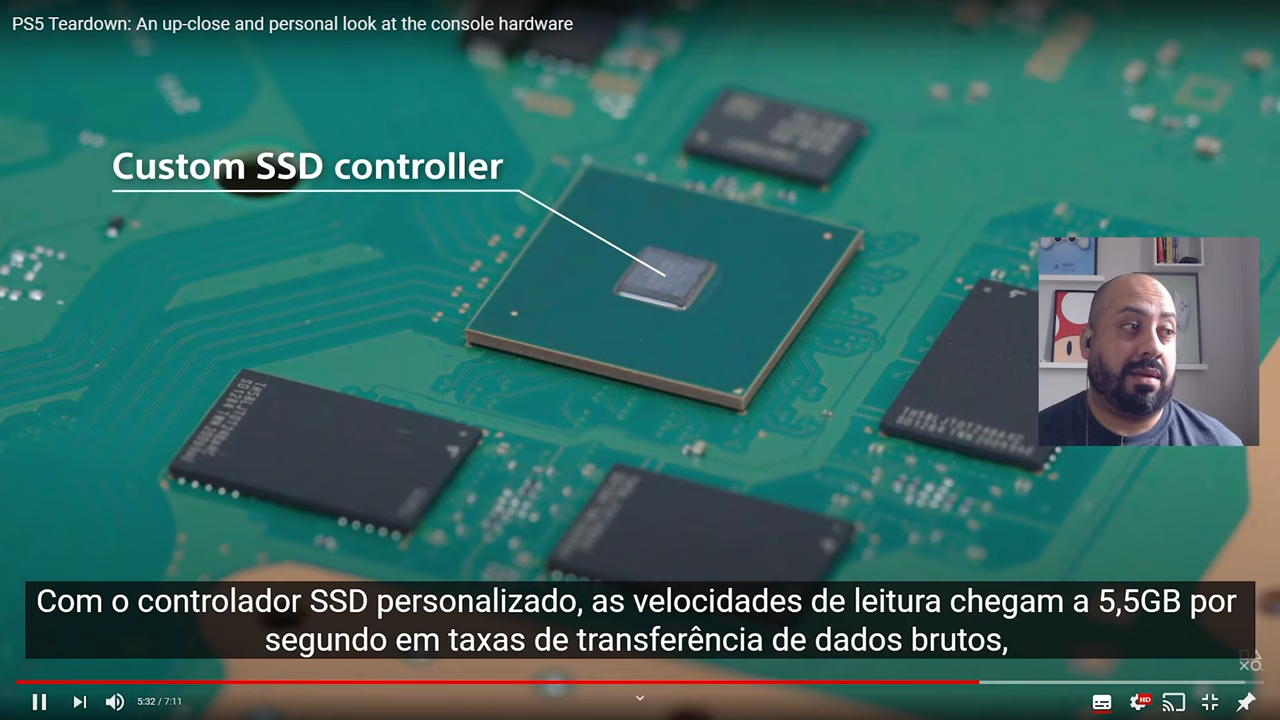 PS5 Teardown: An up-close and personal look at the console hardware
Custom SSD controller
Com o controlador SSD personalizado, as velocidades de leitura chegam a 5,5GB por
segundo em taxas de transferência de dados brutos,
5:32 / 7:11
HD